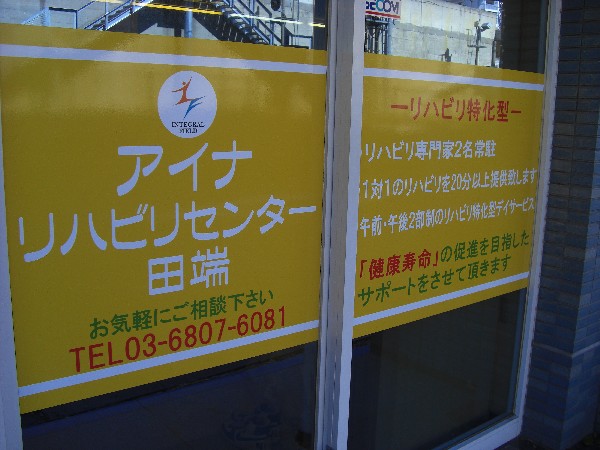 INTEGRAL
アイナ
リハビリセンター
田端
お気軽にご相談下さい
TEL03-6807-6081
SECOM
ーリハビリ特化型ー
リハビリ専門家2名常駐
1対1のリハビリを20分以上提供致します
午前・午後2部制のリハビリ特化型デイサービス
「健康寿命」の促進を目指した
サポートをさせて頂きます